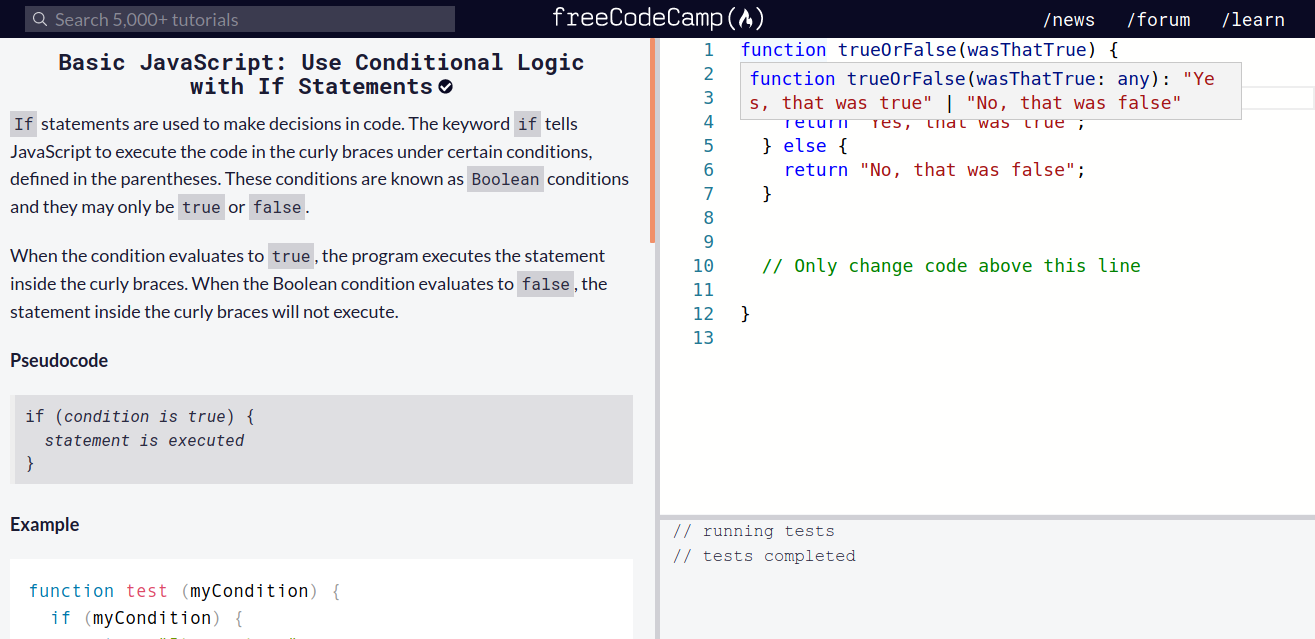 Search 5,000+ tutorials
freeCodeCamp(🔥)
/news /forum /learn
Basic JavaScript: Use Conditional Logic
with If Statements
If statements are used to make decisions in code. The keyword if tells
JavaScript to execute the code in the curly braces under certain conditions,
defined in the parentheses. These conditions are known as Boolean conditions
and they may only be true or false.
When the condition evaluates to true, the program executes the statement
inside the curly braces. When the Boolean condition evaluates to false, the
statement inside the curly braces will not execute.
Pseudocode
if (condition is true) {
  statement is executed
}
Example
function test (myCondition) {
  if (myCondition) {
1 function trueOrFalse(wasThatTrue) {
function trueOrFalse(wasThatTrue: any): "Ye
s, that was true" | "No, that was false"
2
3
4     return "Yes, that was true";
5   } else {
6     return "No, that was false";
7   }
8
9
10   // Only change code above this line
11
12 }
13
// running tests
// tests completed